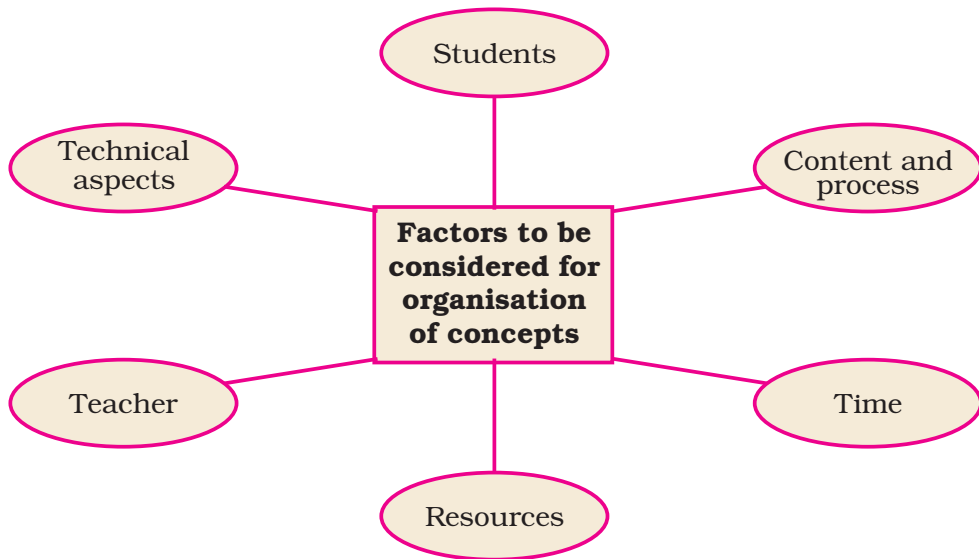 Students
Technical
aspects
Content and
process
Factors to be
considered for
organisation
of concepts
Teacher
Time
Resources